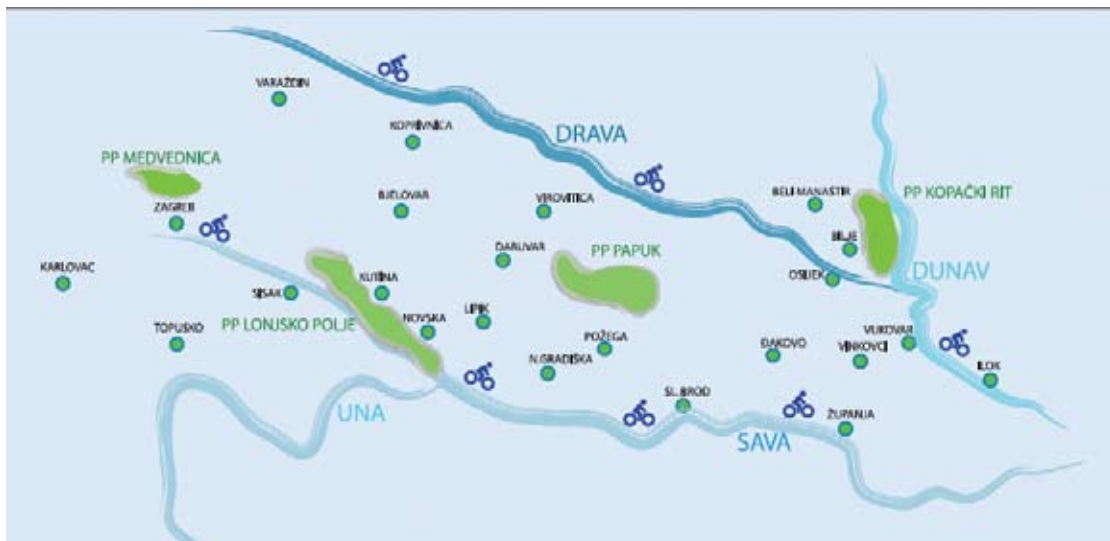 VARAŽDIN
KOPRIVNICA
DRAVA
PP MEDVEDNICA
BJELOVAR
VIROVITICA
BELI MANASTIR
PP KOPAČKI RIT
ZAGREB
DARUVAR
PP PAPUK
BILJE
KARLOVAC
KUTINA
OSIJEK
DUNAV
SISAK
LIPIK
TOPUSKO
PP LONJSKO POLJE
NOVSKA
POŽEGA
VUKOVAR
N.GRADIŠKA
ĐAKOVO
VINKOVCI
ILOK
UNA
SL. BROD
SAVA
ŽUPANJA